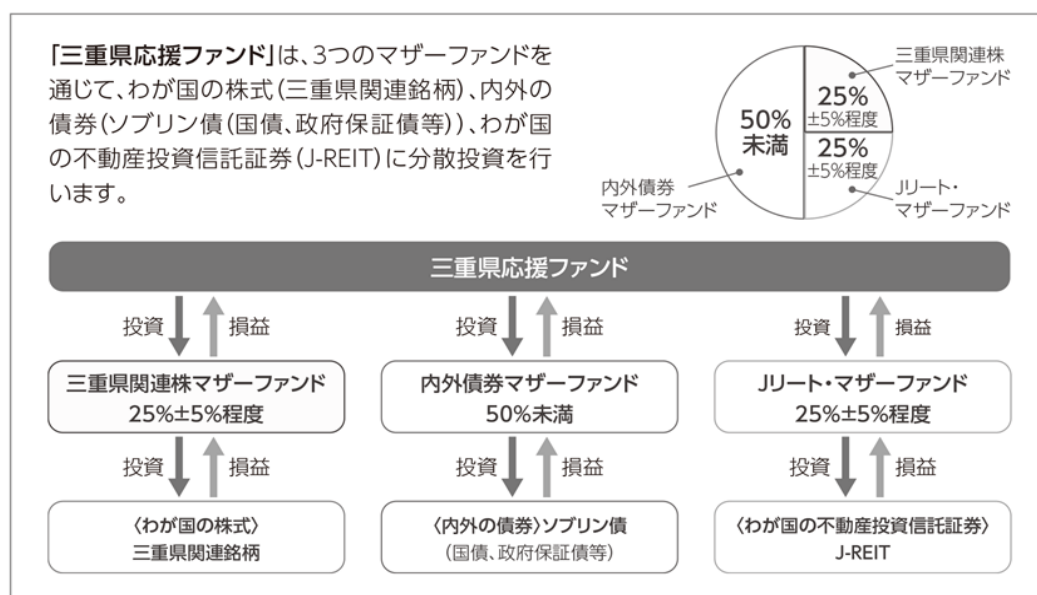 「三重県応援ファンド」は、3つのマザーファンドを
通じて、わが国の株式(三重県関連銘柄)、内外の
債券(ソブリン債(国債、政府保証債等))、わが国
の不動産投資信託証券(J-REIT)に分散投資を行
います。
三重県関連株
マザーファンド
25%
±5%程度
50%
未満
25%
±5%程度
内外債券
マザーファンド
Jリート・
マザーファンド
三重県応援ファンド
投資 損益 投資 損益 投資 損益
三重県関連株マザーファンド 内外債券マザーファンド Jリート・マザーファンド
25%±5%程度 50%未満 25%±5%程度
投資 損益 投資 損益 投資 損益
〈わが国の株式〉 〈内外の債券〉ソブリン債 〈わが国の不動産投資信託証券〉
三重県関連銘柄 (国債、政府保証債等) J-REIT